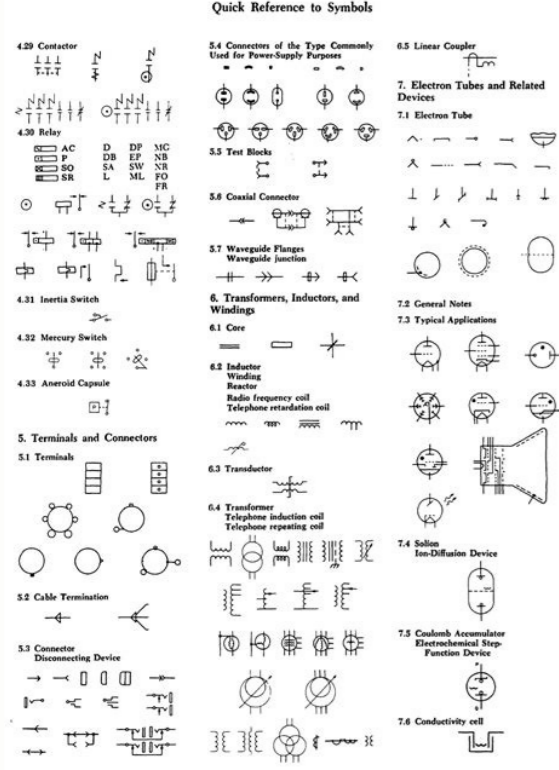 Quick Reference to Symbols
4.29 Contactor
4.30 Relay
AC D DP MG
P DB EP NB
SO SA SW NR
SR L ML FO
FR
4.31 Inertia Switch
4.32 Mercury Switch
4.33 Aneroid Capsule
P
5. Terminals and Connectors
5.1 Terminals
5.2 Cable Termination
5.3 Connector
Disconnecting Device
5.4 Connectors of the Type Commonly
Used for Power-Supply Purposes
5.5 Test Blocks
5.6 Coaxial Connector
5.7 Waveguide Flanges
Waveguide junction
6. Transformers, Inductors, and
Windings
6.1 Core
6.2 Inductor
Winding
Reactor
Radio frequency coil
Telephone retardation coil
6.3 Transductor
6.4 Transformer
Telephone induction coil
Telephone repeating coil
6.5 Linear Coupler
7. Electron Tubes and Related
Devices
7.1 Electron Tube
7.2 General Notes
7.3 Typical Applications
7.4 Solion
Ion-Diffusion Device
7.5 Coulomb Accumulator
Electrochemical Step-
Function Device
7.6 Conductivity cell